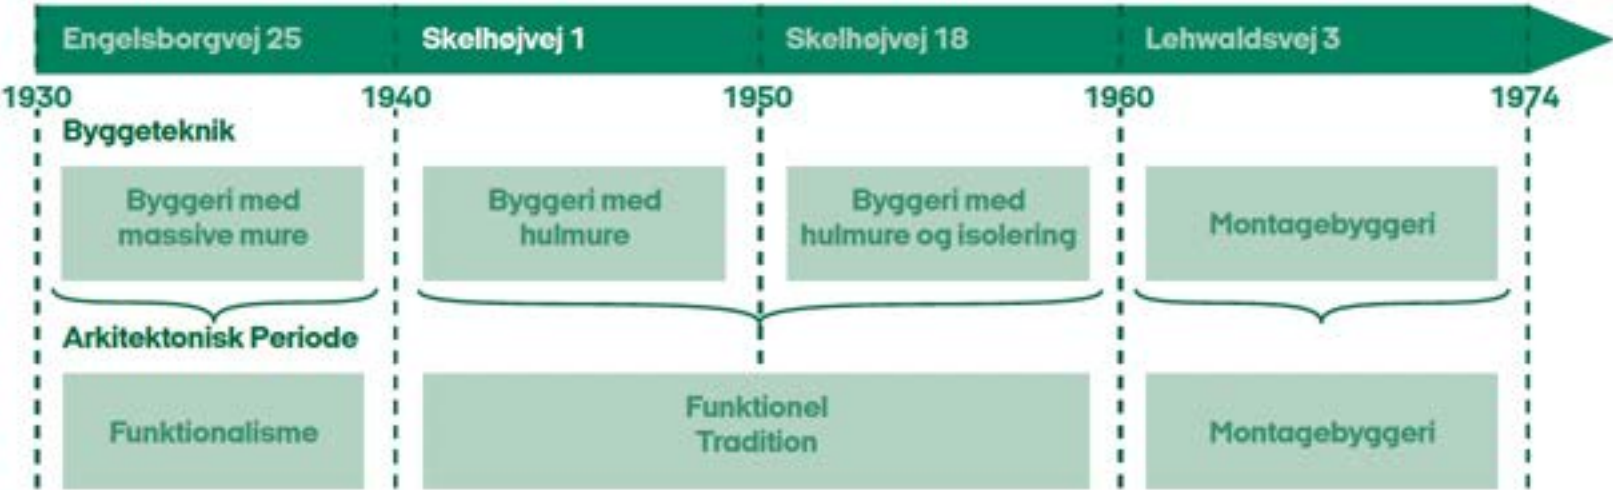 Engelsborgvej 25
Skelhøjvej 1
Skelhøjvej 18
Lehwaldsvej 3
1930
1940
1950
1960
1974
Byggeteknik
Byggeri med
massive mure
Byggeri med
hulmure
Byggeri med
hulmure og isolering
Montagebyggeri
Arkitektonisk Periode
Funktionalisme
Funktionel
Tradition
Montagebyggeri